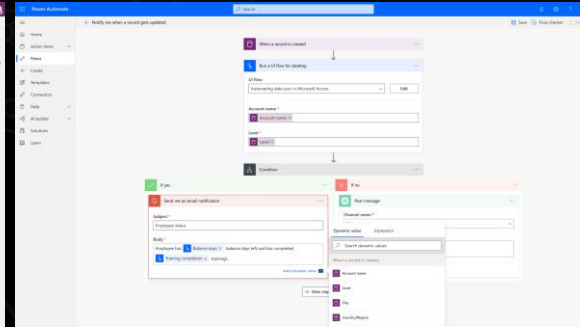 Power Automate
Search
Notify me when a record gets updated
Save
Flow checker
Home
Action items
Flows
Create
Templates
Connectors
Data
AI builder
Solutions
Learn
When a record is created
Run a UI flow for desktop
UI flow
Automating data sync in Microsoft Access
Edit
Account name *
Account name ×
Level *
Level ×
Condition
If yes
If no
Send me an email notification
Post message
Subject *
Employee status
Channel name *
Body *
Employee has Balance days × balance days left and has completed
Training completion × trainings.
Add a dynamic value
Dynamic value
Expression
Search dynamic values
When a record is created
Account name
Level
City
Country/Region
+ New step